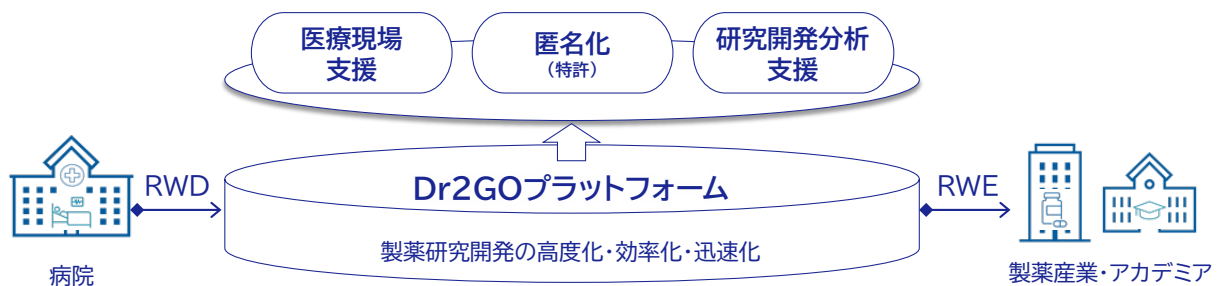 医療現場
支援
匿名化
（特許）
研究開発分析
支援
RWD
Dr2GOプラットフォーム
RWE
製薬研究開発の高度化・効率化・迅速化
病院
製薬産業・アカデミア